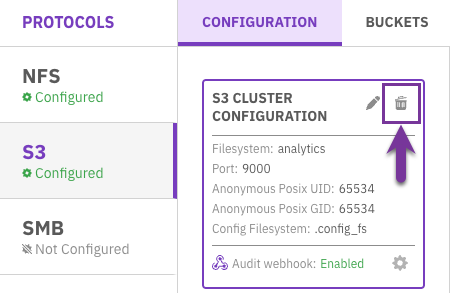 PROTOCOLS
CONFIGURATION
BUCKETS
NFS
Configured
S3
Configured
SMB
Not Configured
S3 CLUSTER
CONFIGURATION
Filesystem: analytics
Port: 9000
Anonymous Posix UID: 65534
Anonymous Posix GID: 65534
Config Filesystem: .config_fs
Audit webhook: Enabled